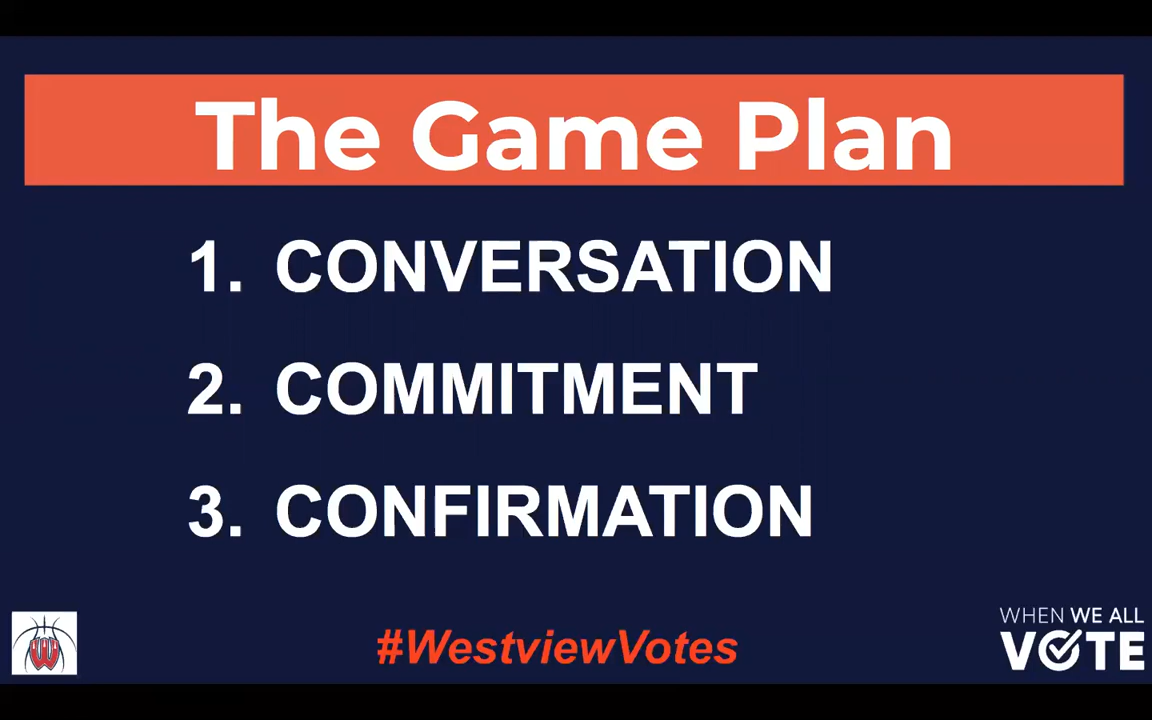 The Game Plan
1. CONVERSATION
2. COMMITMENT
3. CONFIRMATION
#WestviewVotes
WHEN WE ALL
VOTE
W